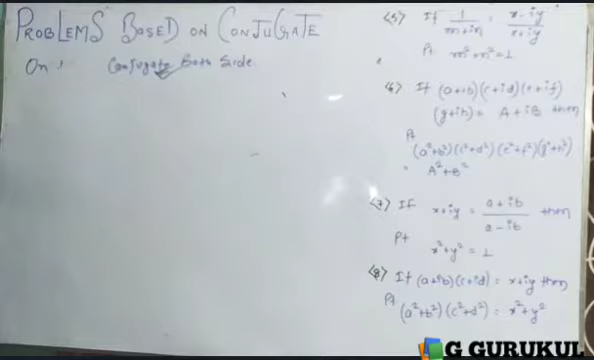 PROBLEMS BASED ON CONJUGATE
On : Conjugate Both Side
<5> If 1/(m+in) = (x-iy)/(x+iy)
Pt m²+n²=1
<6> If (a+ib)(c+id)(e+if)
(g+ih) = A+iB then
Pt
(a²+b²)(c²+d²)(e²+f²)(g²+h²)
= A²+B²
<7> If x+iy = (a+ib)/(a-ib) then
Pt x²+y²=1
<8> If (a+ib)(c+id) = x+iy then
Pt (a²+b²)(c²+d²) = x²+y²
G GURUKUL